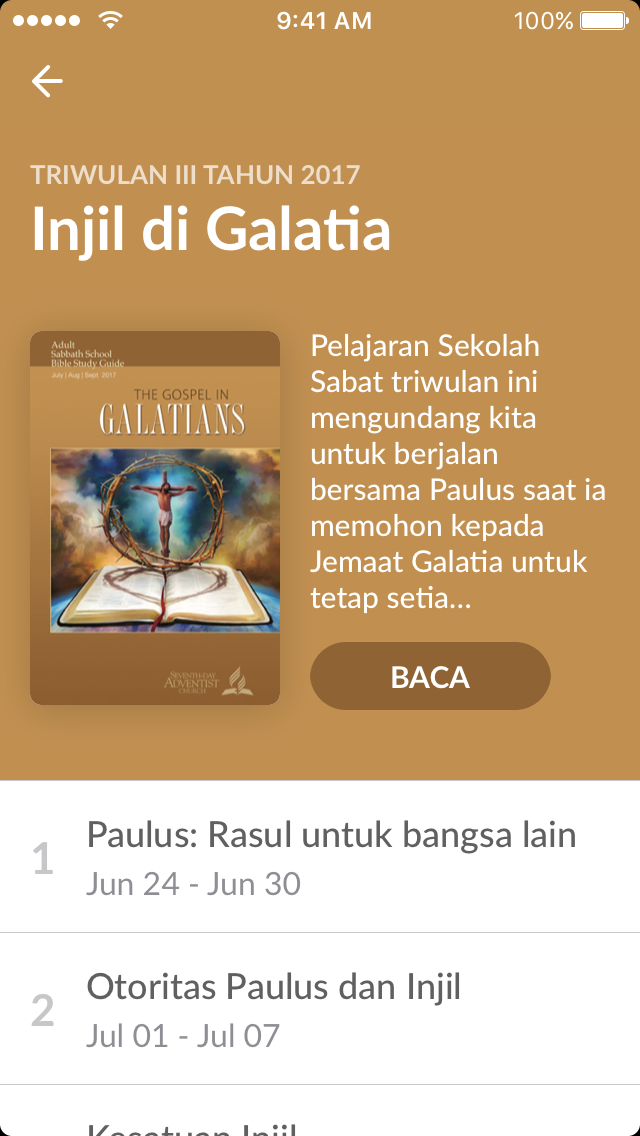 9:41 AM
100%
TRIWULAN III TAHUN 2017
Injil di Galatia
Adult
Sabbath School
Bible Study Guide
July | Aug | Sept 2017
THE GOSPEL IN
GALATIANS
SEVENTH-DAY
ADVENTIST
CHURCH
Pelajaran Sekolah
Sabat triwulan ini
mengundang kita
untuk berjalan
bersama Paulus saat ia
memohon kepada
Jemaat Galatia untuk
tetap setia...
BACA
1
Paulus: Rasul untuk bangsa lain
Jun 24 - Jun 30
2
Otoritas Paulus dan Injil
Jul 01 - Jul 07
Kesatuan Injil